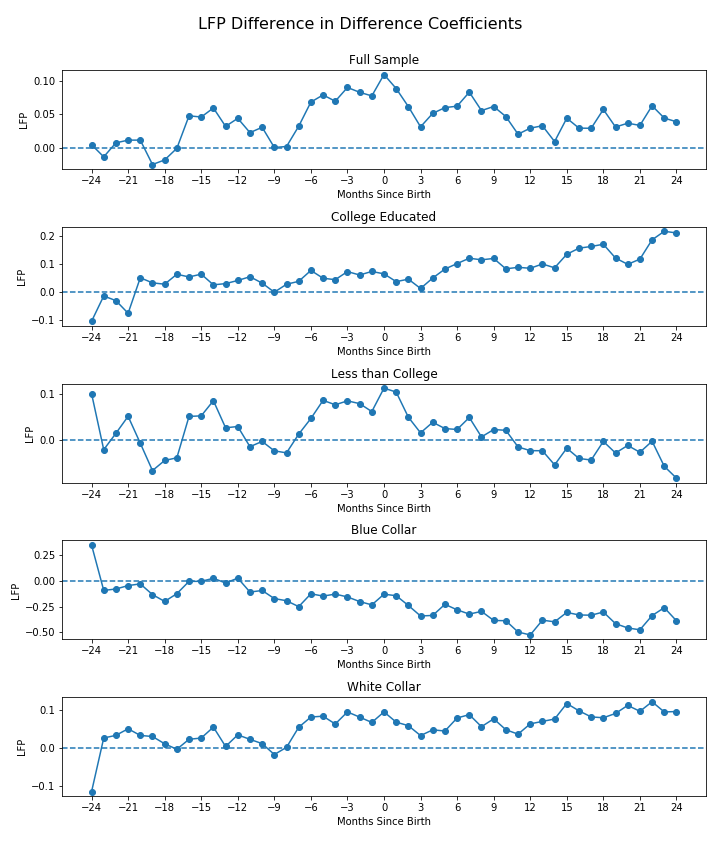 LFP Difference in Difference Coefficients
Full Sample
0.10
0.05
0.00
LFP
−24 −21 −18 −15 −12 −9 −6 −3 0 3 6 9 12 15 18 21 24
Months Since Birth
College Educated
0.2
0.1
0.0
−0.1
LFP
−24 −21 −18 −15 −12 −9 −6 −3 0 3 6 9 12 15 18 21 24
Months Since Birth
Less than College
0.1
0.0
LFP
−24 −21 −18 −15 −12 −9 −6 −3 0 3 6 9 12 15 18 21 24
Months Since Birth
Blue Collar
0.25
0.00
−0.25
−0.50
LFP
−24 −21 −18 −15 −12 −9 −6 −3 0 3 6 9 12 15 18 21 24
Months Since Birth
White Collar
0.1
0.0
−0.1
LFP
−24 −21 −18 −15 −12 −9 −6 −3 0 3 6 9 12 15 18 21 24
Months Since Birth